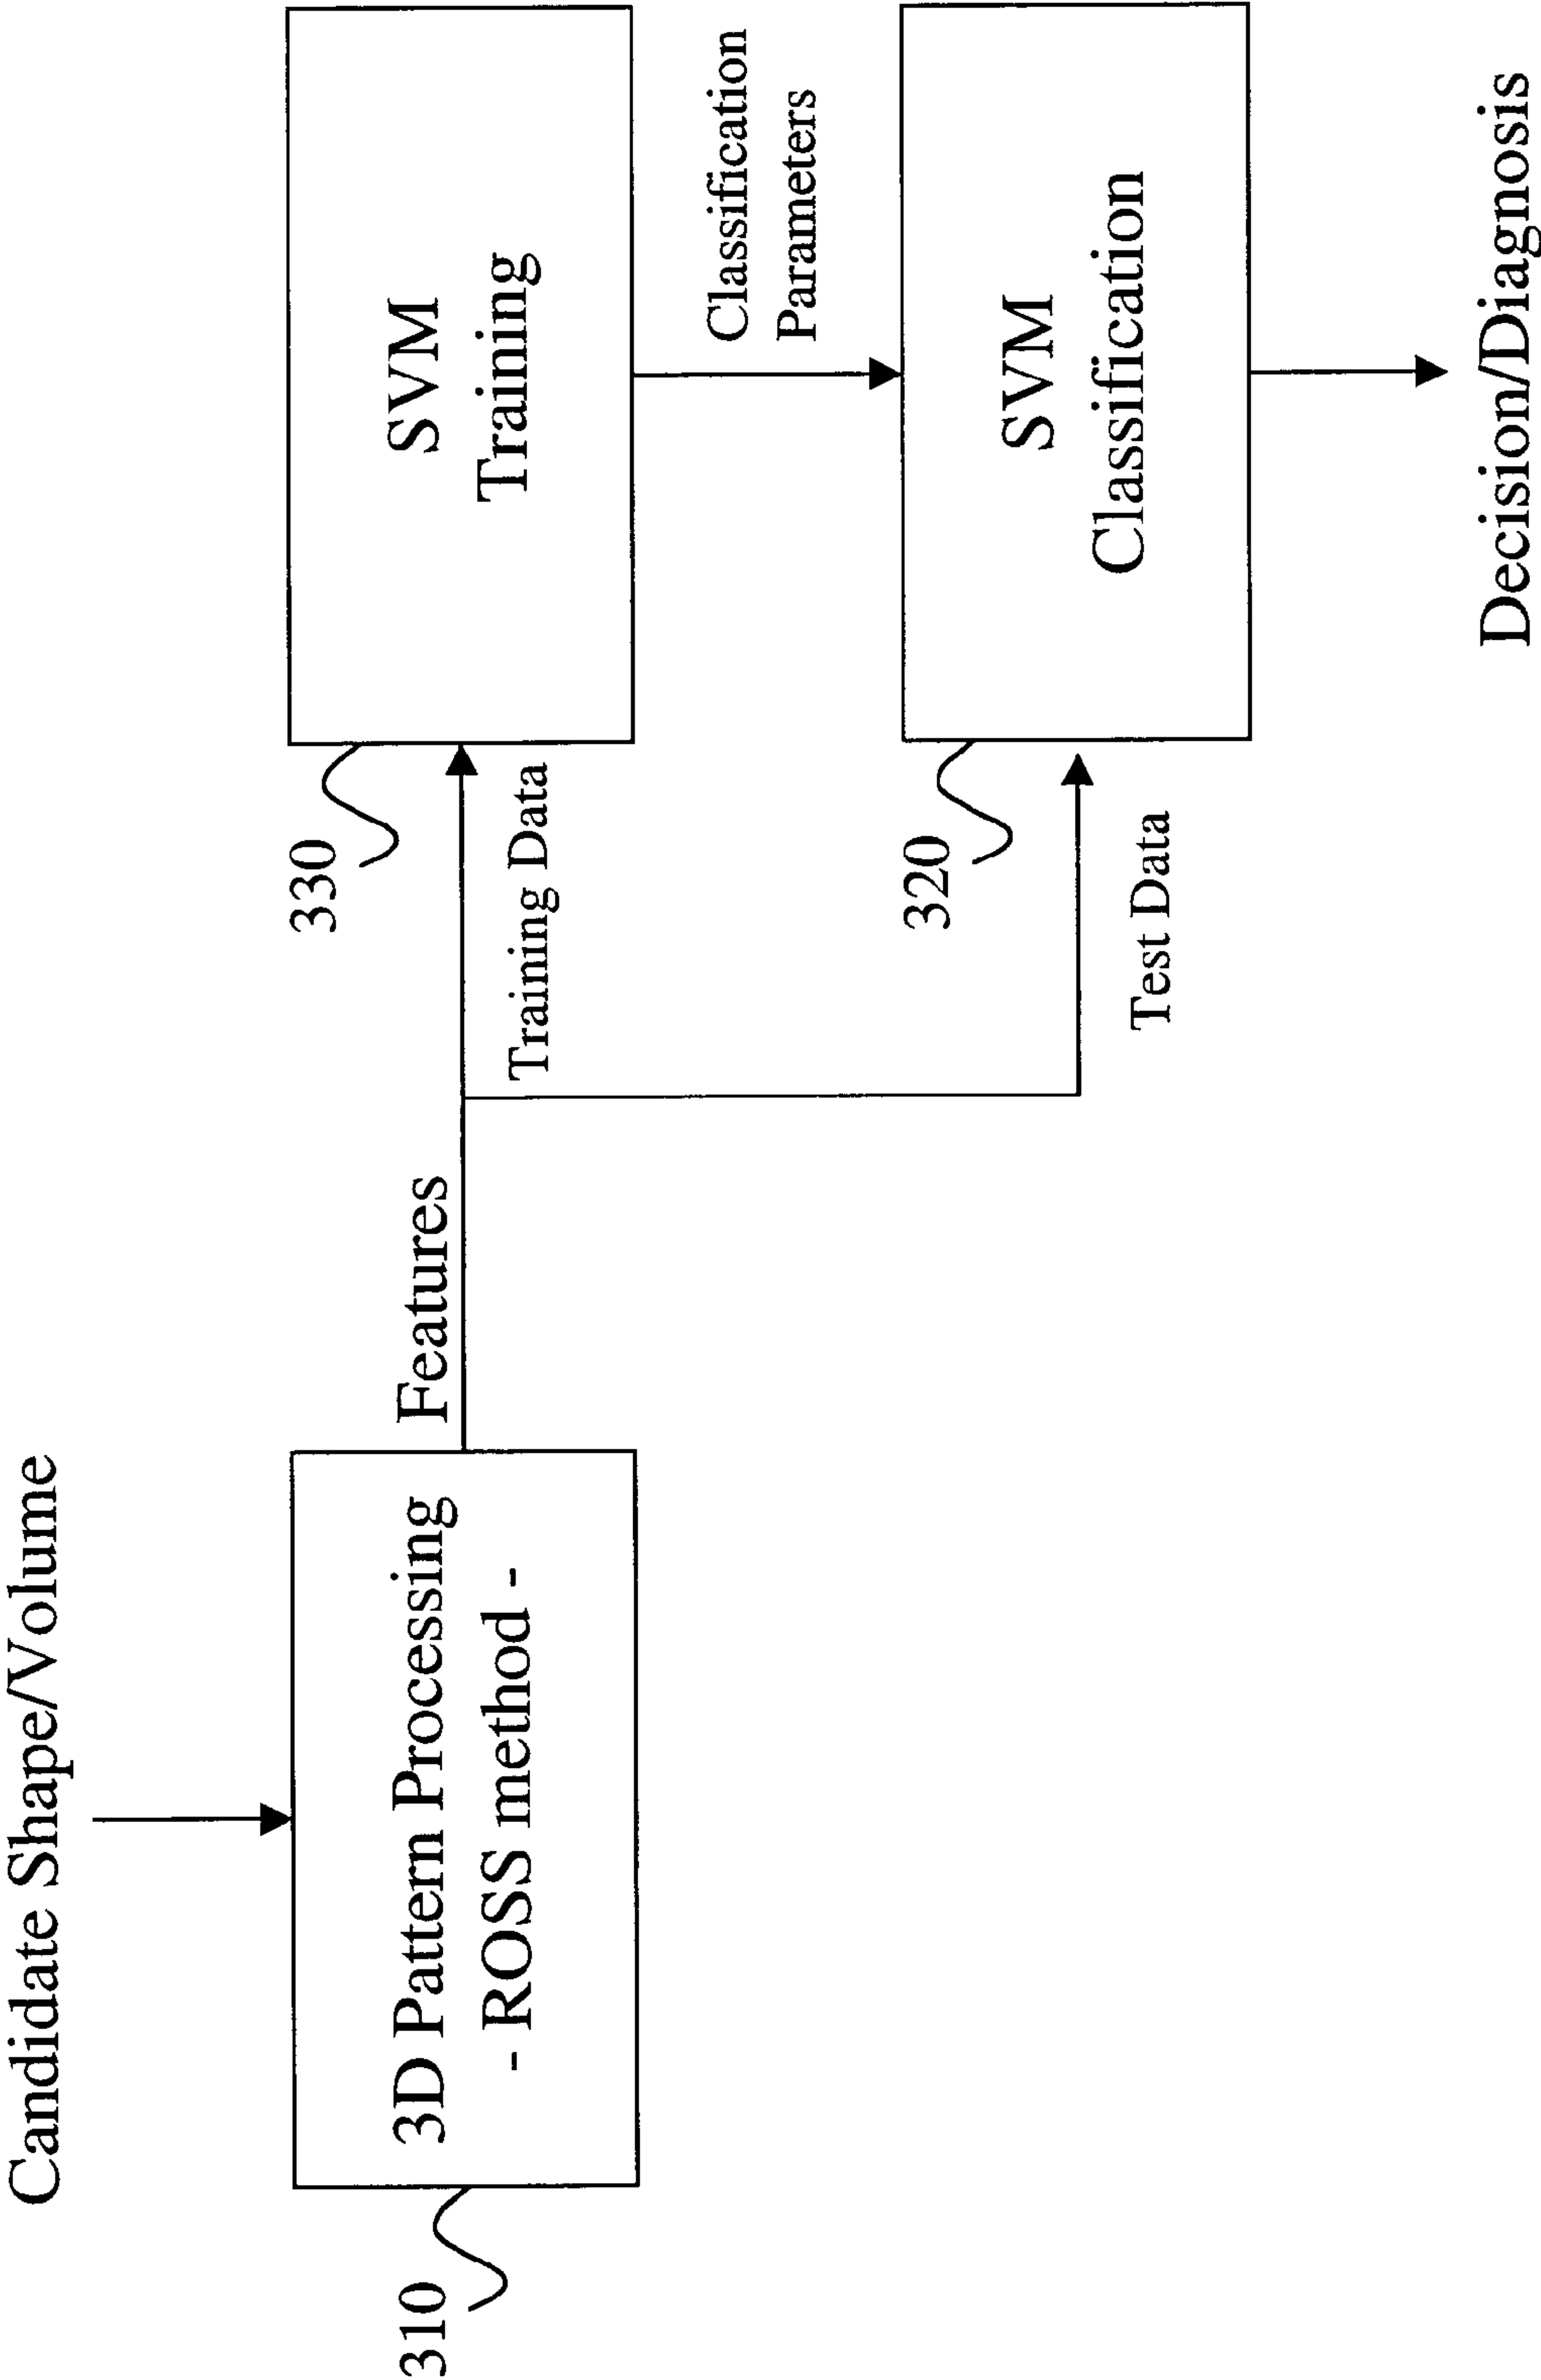 Candidate Shape/Volume
310
3D Pattern Processing
- ROSS method -
Features
330
Training Data
SVM
Training
Classification
Parameters
320
Test Data
SVM
Classification
Decision/Diagnosis